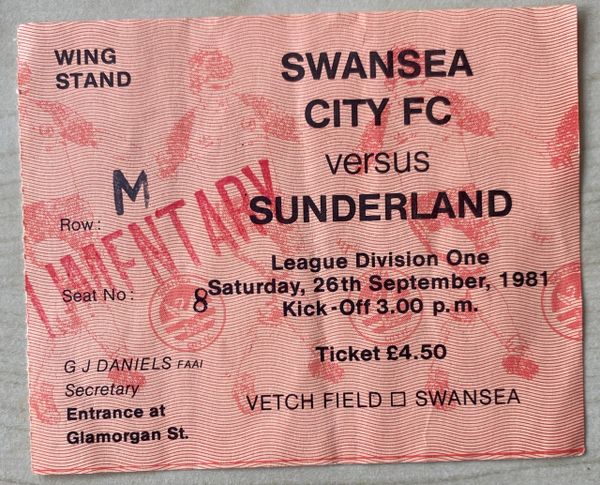 WING
STAND
SWANSEA
CITY FC
versus
SUNDERLAND
Row: M
League Division One
Saturday, 26th September, 1981
Kick-Off 3.00 p.m.
Seat No: 8
Ticket £4.50
G J DANIELS FAAI
Secretary
Entrance at
Glamorgan St.
VETCH FIELD □ SWANSEA